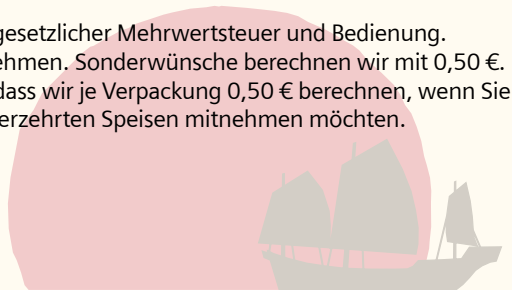 gesetzlicher Mehrwertsteuer und Bedienung.
ehmen. Sonderwünsche berechnen wir mit 0,50 €.
dass wir je Verpackung 0,50 € berechnen, wenn Sie
erzehrten Speisen mitnehmen möchten.